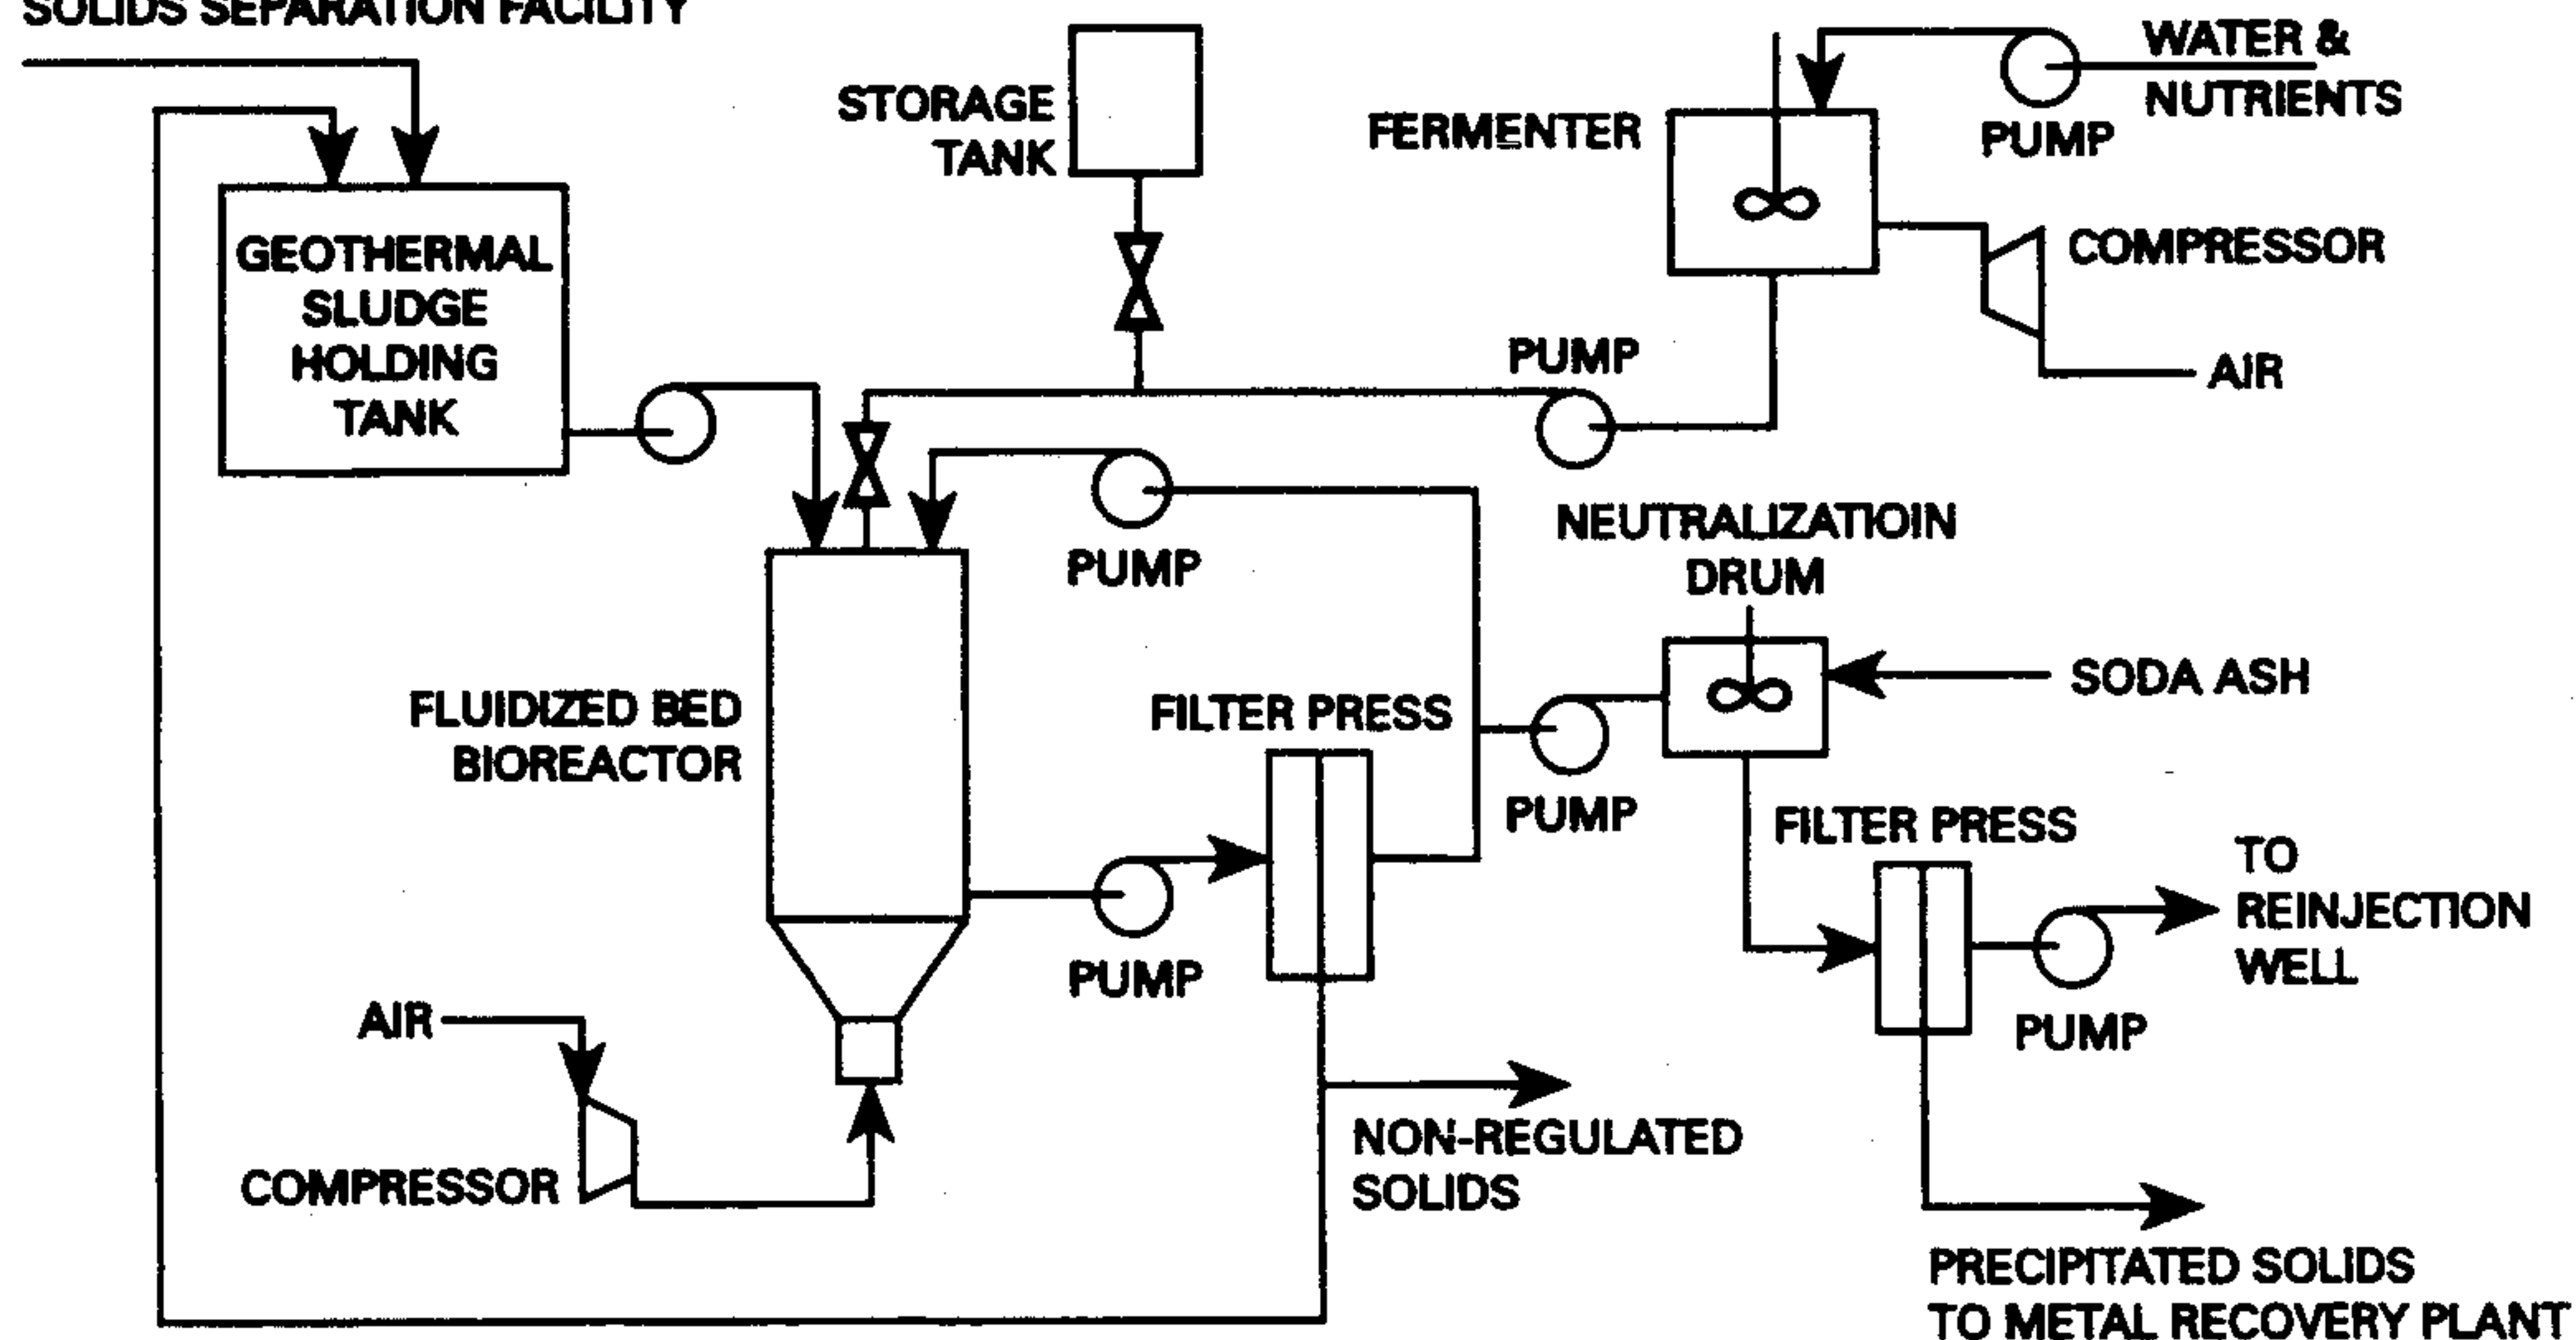 SOLIDS SEPARATION FACILITY
STORAGE
TANK
FERMENTER
WATER &
NUTRIENTS
PUMP
GEOTHERMAL
SLUDGE
HOLDING
TANK
COMPRESSOR
AIR
PUMP
PUMP
NEUTRALIZATIOIN
DRUM
SODA ASH
FLUIDIZED BED
BIOREACTOR
FILTER PRESS
PUMP
FILTER PRESS
TO
REINJECTION
WELL
PUMP
PUMP
AIR
COMPRESSOR
NON-REGULATED
SOLIDS
PRECIPITATED SOLIDS
TO METAL RECOVERY PLANT